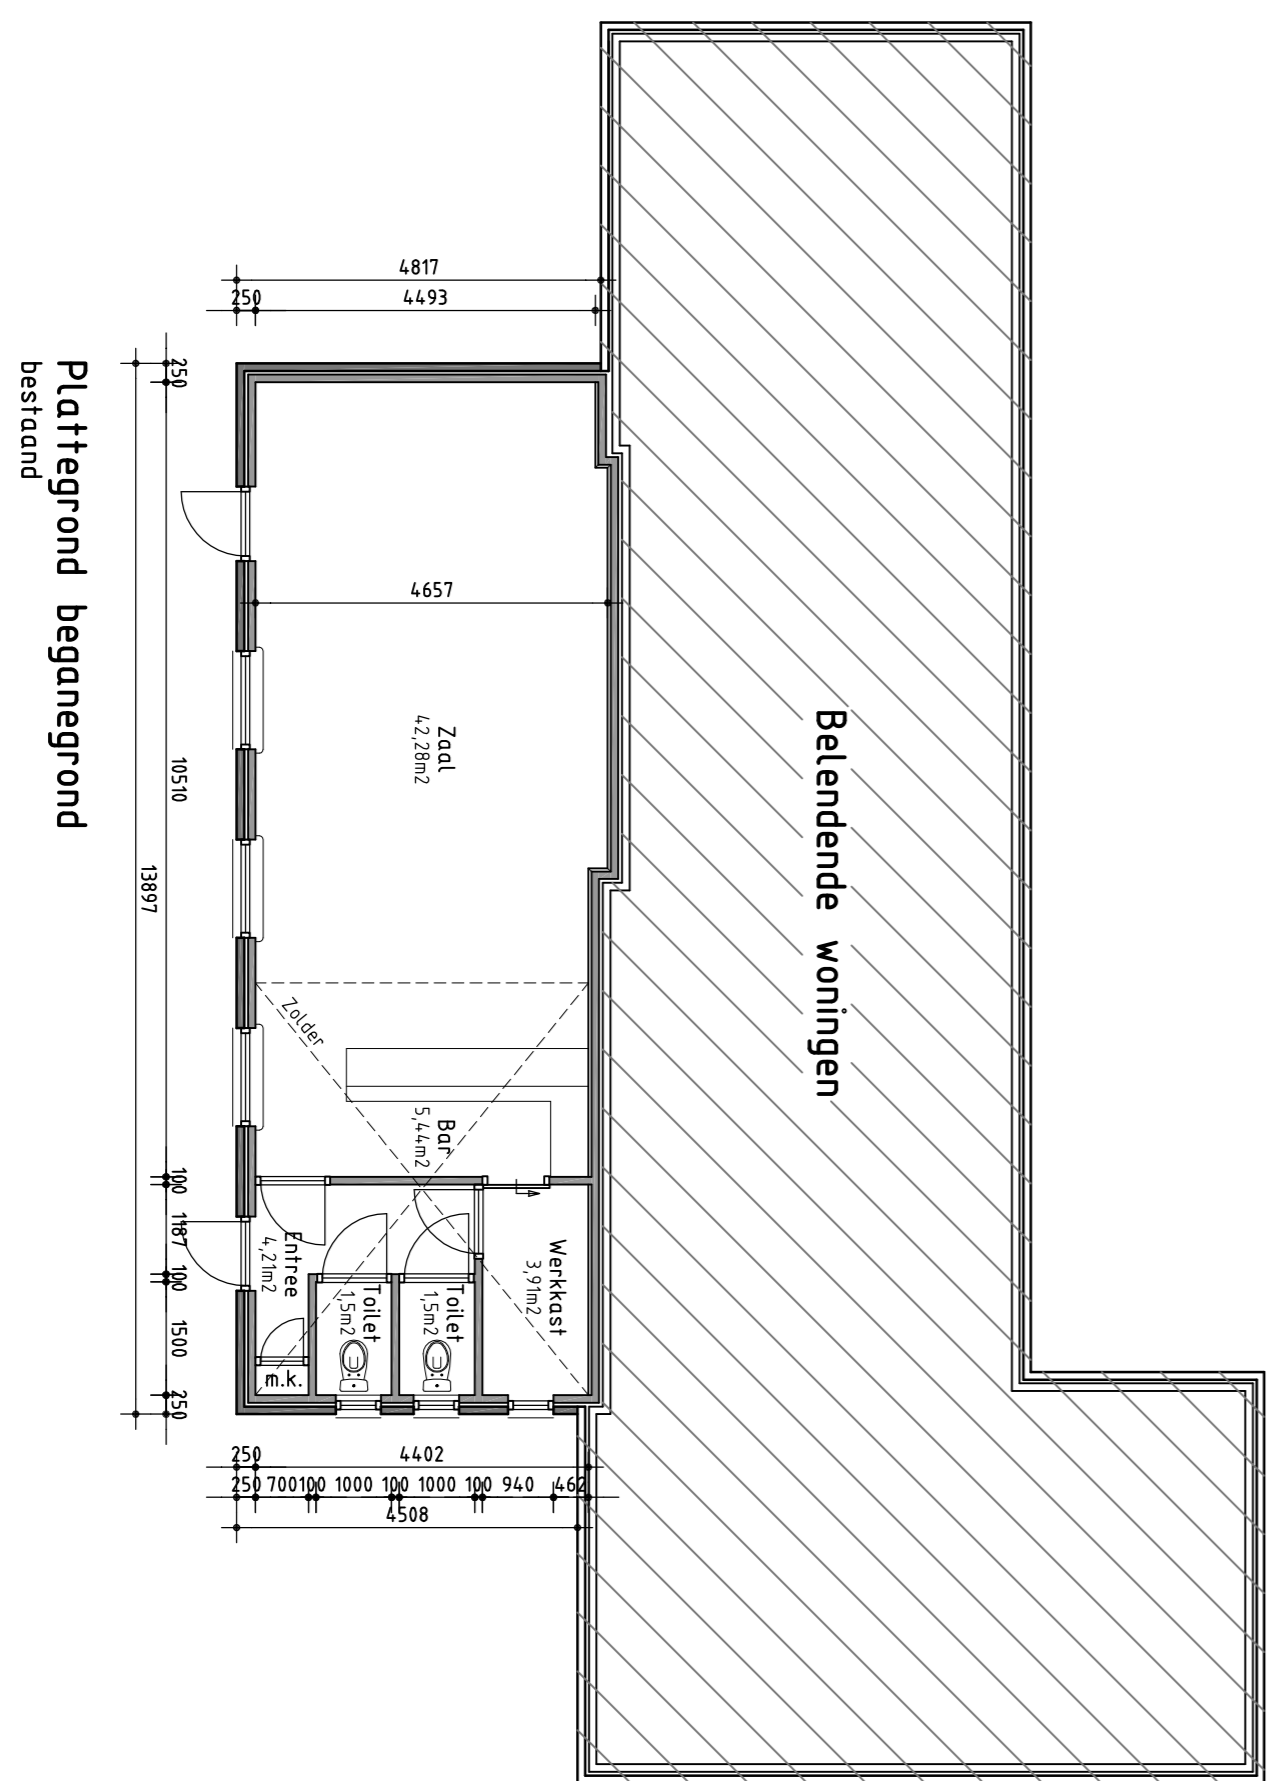 Plattegrond beganegrond
bestaand
Belendende woningen
Zaal
42,28m2
Zolder
Bar
5,44m2
Entree
4,21m2
Toilet
1,5m2
Toilet
1,5m2
Werkkast
3,91m2
m.k.
4817
250 4493
4657
250 10510 100 1187 100 1500 250
13897
250 4402
250 700 100 1000 100 1000 100 940 462
4508